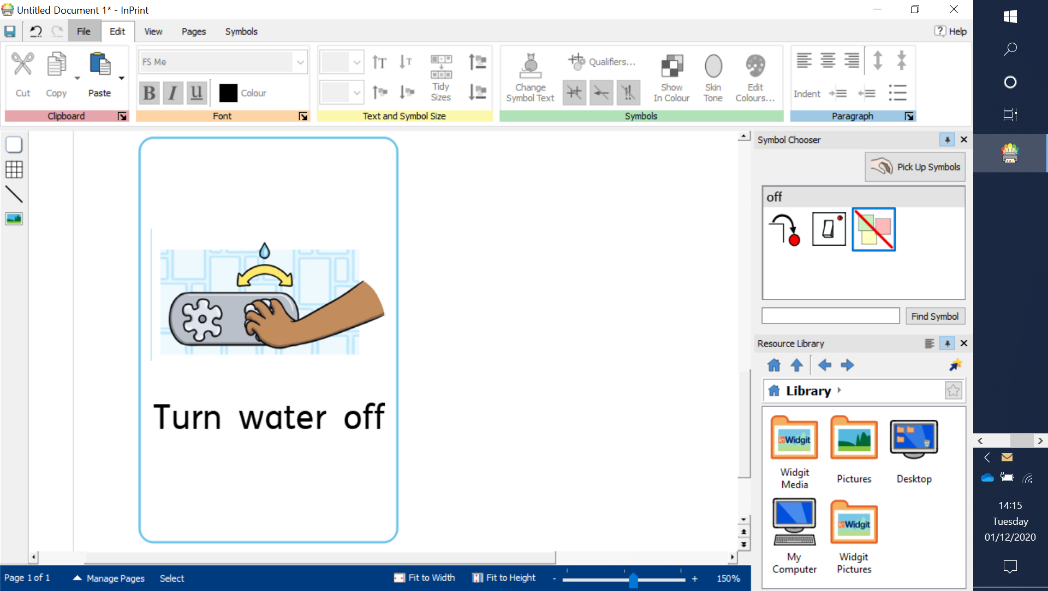 Untitled Document 1* - InPrint
File Edit View Pages Symbols Help
Cut Copy Paste
Clipboard
FS Me
B I U Colour
Font
Tidy Sizes
Text and Symbol Size
Change Symbol Text
Qualifiers...
Show In Colour
Skin Tone
Edit Colours...
Symbols
Indent
Paragraph
Turn water off
Symbol Chooser
Pick Up Symbols
off
Find Symbol
Resource Library
Library
Widgit
Widgit Media
Pictures
Desktop
My Computer
Widgit
Widgit Pictures
Page 1 of 1 Manage Pages Select Fit to Width Fit to Height - + 150%
14:15
Tuesday
01/12/2020